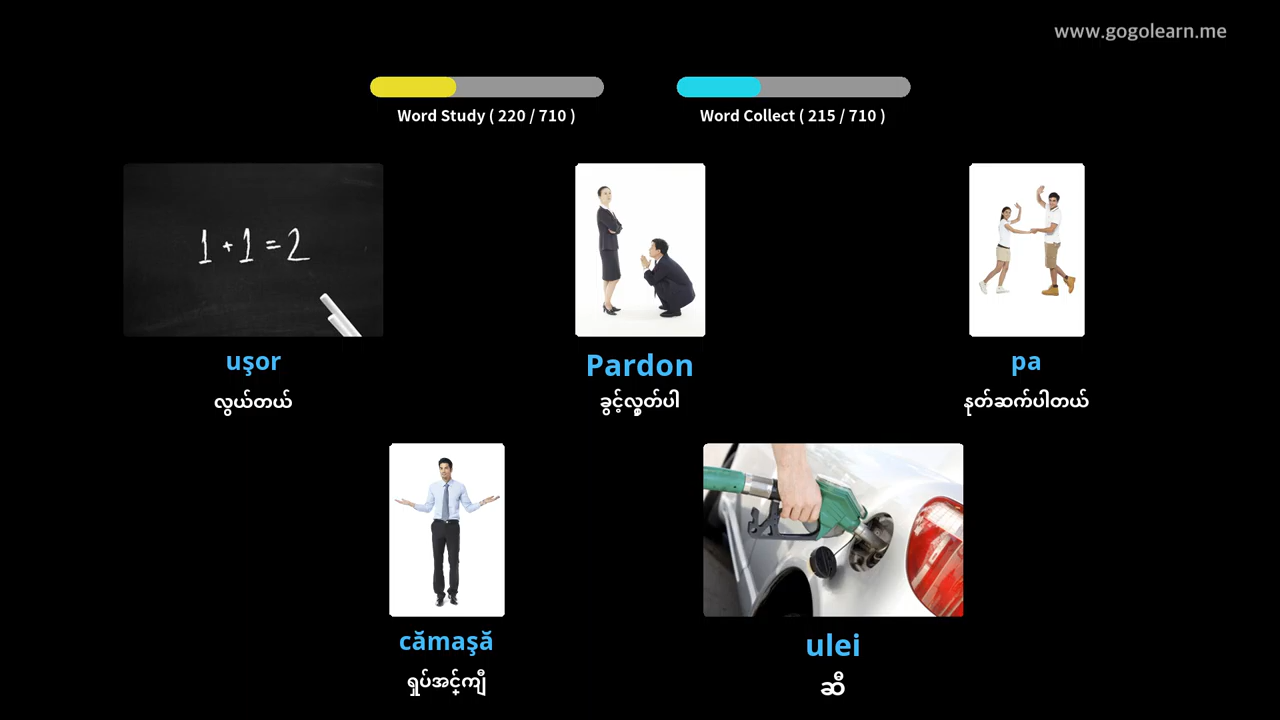 www.gogolearn.me
Word Study ( 220 / 710 )
Word Collect ( 215 / 710 )
1 + 1 = 2
uşor
လွယ်တယ်
Pardon
ခွင့်လွှတ်ပါ
pa
နုတ်ဆက်ပါတယ်
cămaşă
ရှပ်အင်္ကျီ
ulei
ဆီ